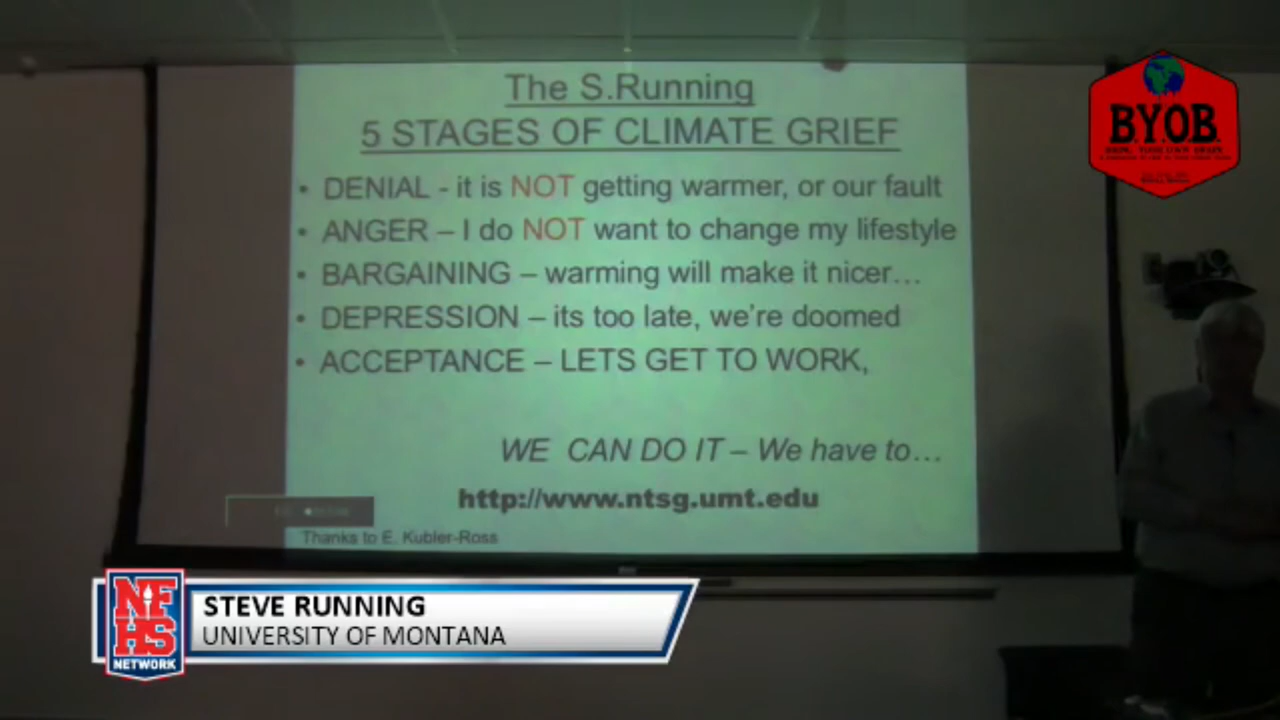 The S.Running
5 STAGES OF CLIMATE GRIEF
• DENIAL - it is NOT getting warmer, or our fault
• ANGER – I do NOT want to change my lifestyle
• BARGAINING – warming will make it nicer…
• DEPRESSION – its too late, we're doomed
• ACCEPTANCE – LETS GET TO WORK,
WE CAN DO IT – We have to…
http://www.ntsg.umt.edu
Thanks to E. Kubler-Ross
B.Y.O.B.
NF
HS
NETWORK
STEVE RUNNING
UNIVERSITY OF MONTANA